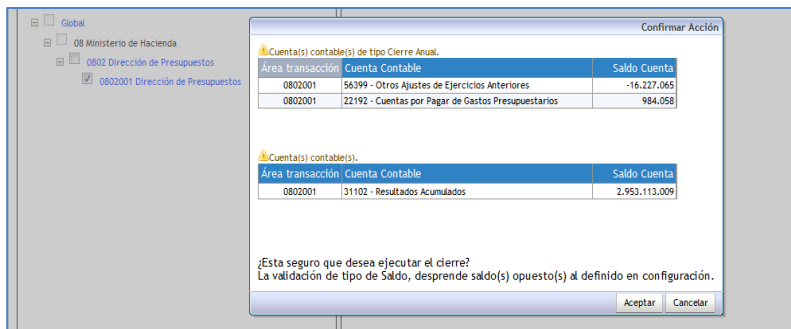 Global
08 Ministerio de Hacienda
0802 Dirección de Presupuestos
0802001 Dirección de Presupuestos
Confirmar Acción
Cuenta(s) contable(s) de tipo Cierre Anual.
Área transacción Cuenta Contable Saldo Cuenta
0802001 56399 - Otros Ajustes de Ejercicios Anteriores -16.227.065
0802001 22192 - Cuentas por Pagar de Gastos Presupuestarios 984.058
Cuenta(s) contable(s).
Área transacción Cuenta Contable Saldo Cuenta
0802001 31102 - Resultados Acumulados 2.953.113.009
¿Esta seguro que desea ejecutar el cierre?
La validación de tipo de Saldo, desprende saldo(s) opuesto(s) al definido en configuración.
Aceptar Cancelar